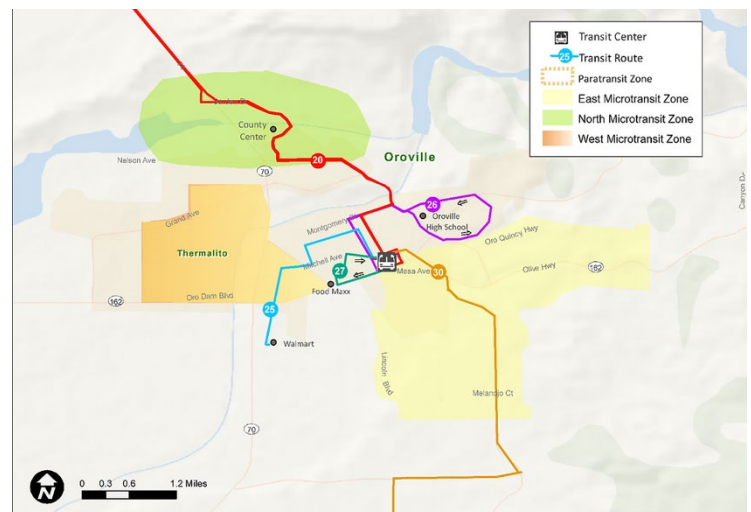 Transit Center
25
Transit Route
Paratransit Zone
East Microtransit Zone
North Microtransit Zone
West Microtransit Zone
County
Center
Nelson Ave
70
20
Oroville
Grand Ave
Thermalito
Montgomery
26
Oroville
High School
Oro Quincy Hwy
Canyon D
Mitchell Ave
27
Mesa Ave
30
Olive Hwy
182
162
Oro Dam Blvd
Food Maxx
25
Walmart
Lincoln Blvd
Melandjo Ct
70
N
0 0.3 0.6 1.2 Miles